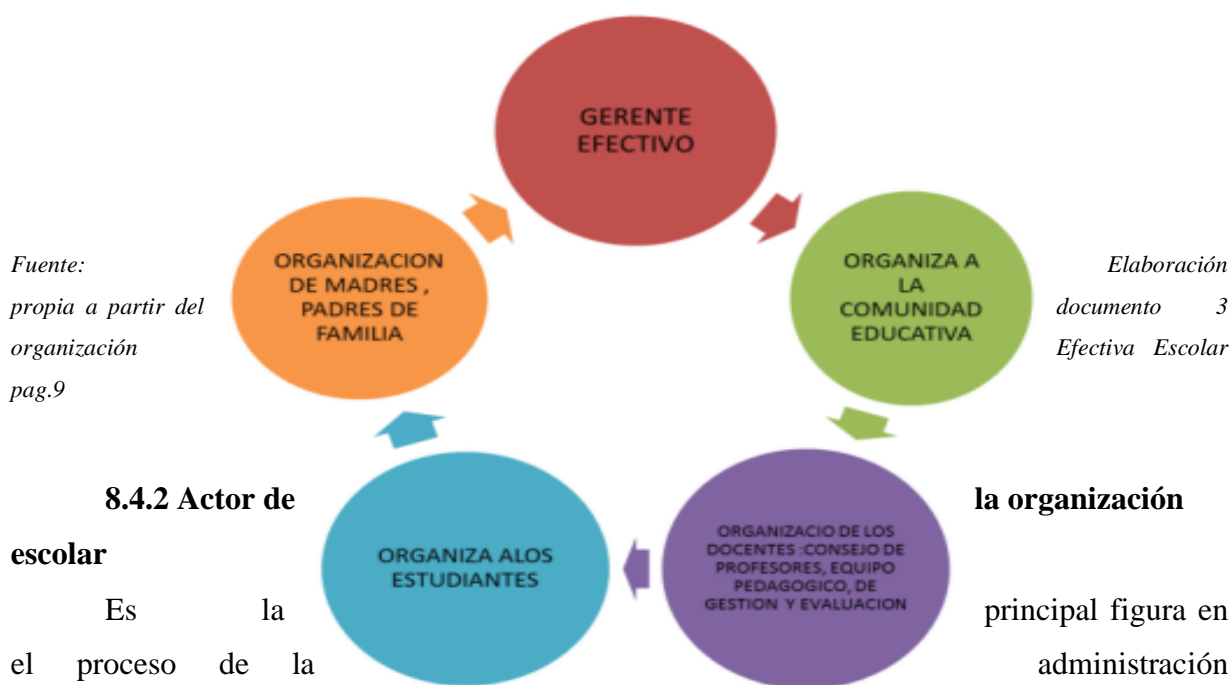 GERENTE
EFECTIVO
ORGANIZACION
DE MADRES ,
PADRES DE
FAMILIA
ORGANIZA A
LA
COMUNIDAD
EDUCATIVA
Fuente: Elaboración
propia a partir del documento 3
organización Efectiva Escolar
pag.9
ORGANIZA ALOS
ESTUDIANTES
ORGANIZACIO DE LOS
DOCENTES :CONSEJO DE
PROFESORES, EQUIPO
PEDAGOGICO, DE
GESTION Y EVALUACION
8.4.2 Actor de la organización
escolar
Es la principal figura en
el proceso de la administración